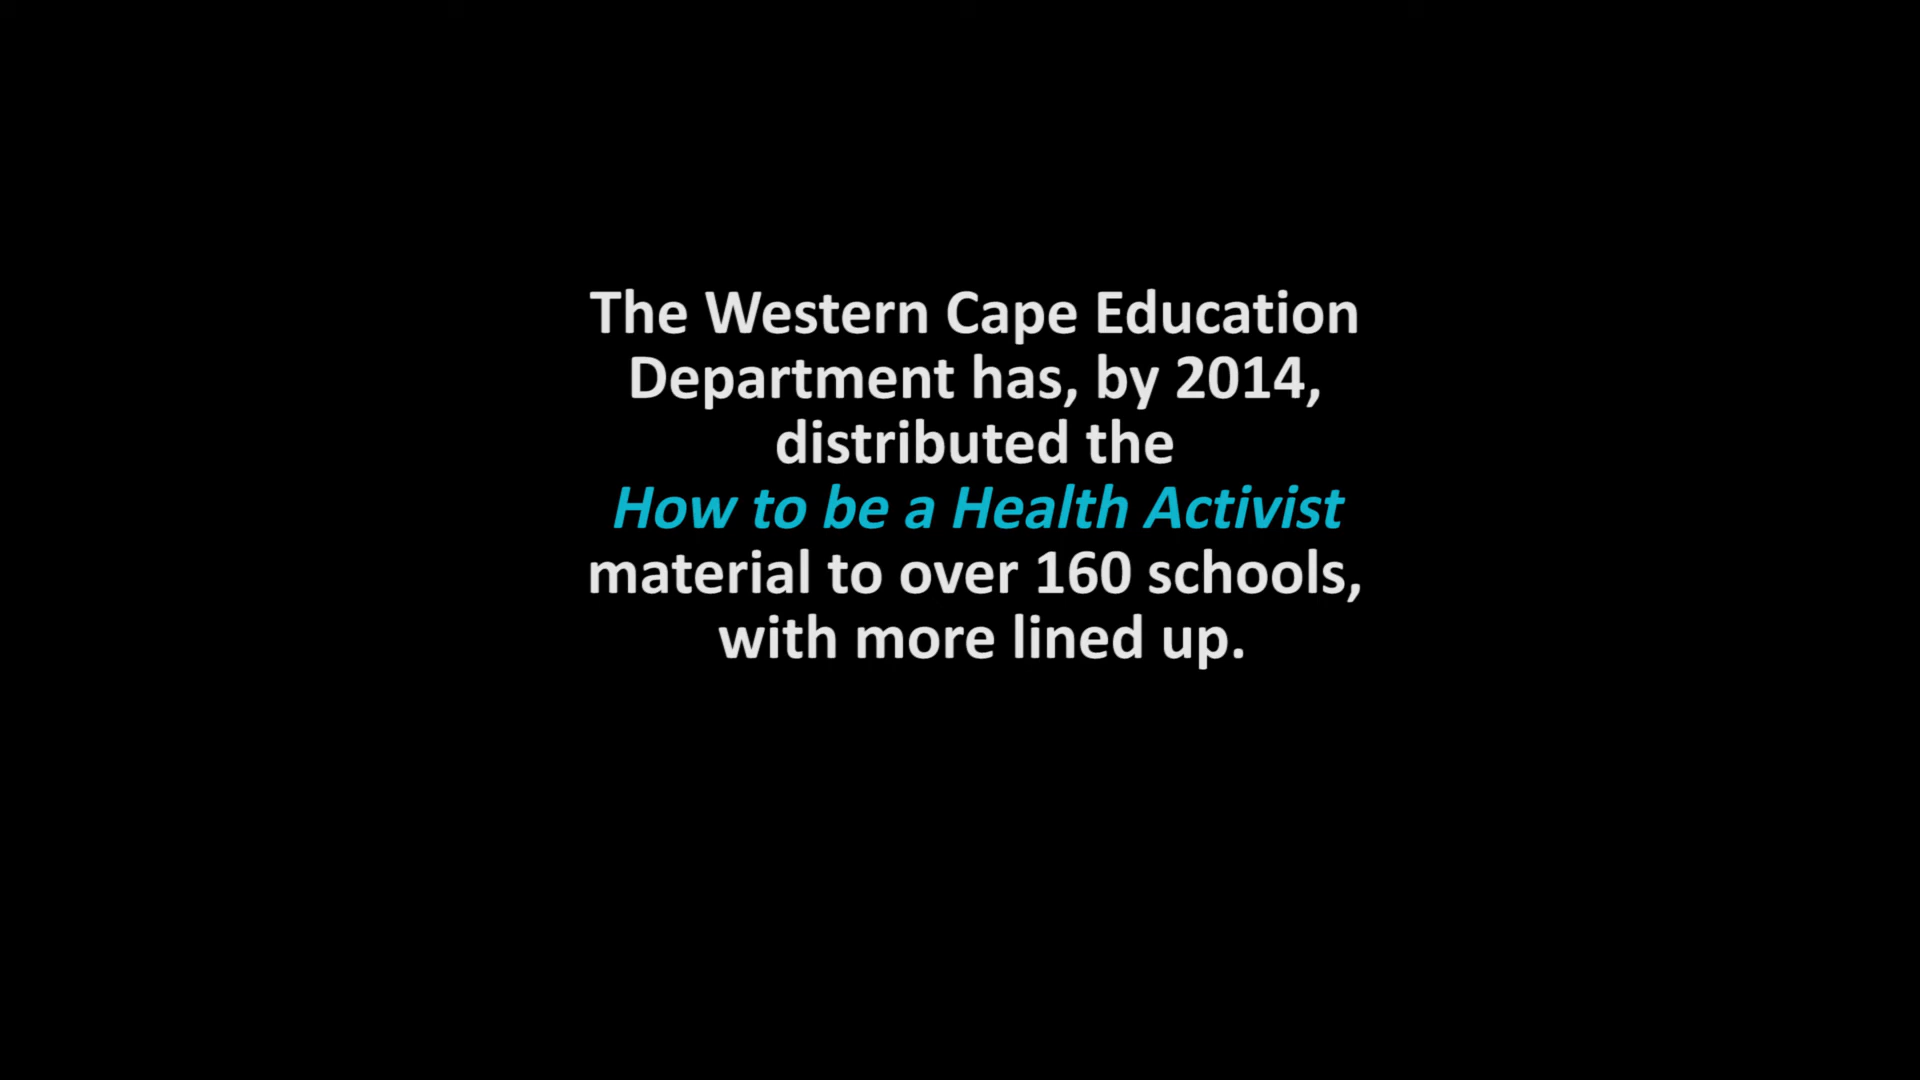 The Western Cape Education
Department has, by 2014,
distributed the
How to be a Health Activist
material to over 160 schools,
with more lined up.